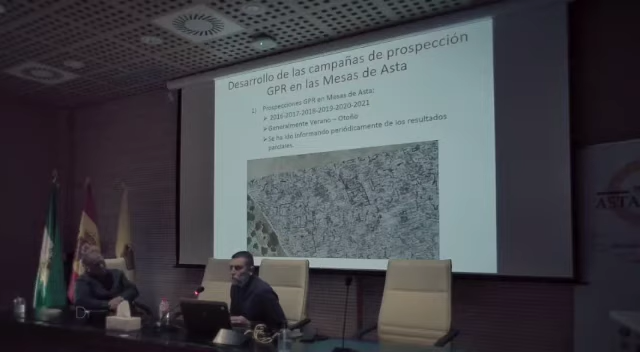 Desarrollo de las campañas de prospección
GPR en las Mesas de Asta
Prospecciones GPR en Mesas de Asta:
2016-2017-2018-2019-2020-2021
Generalmente Verano – Otoño
Se ha ido informando periódicamente de los resultados
parciales.
ASTA